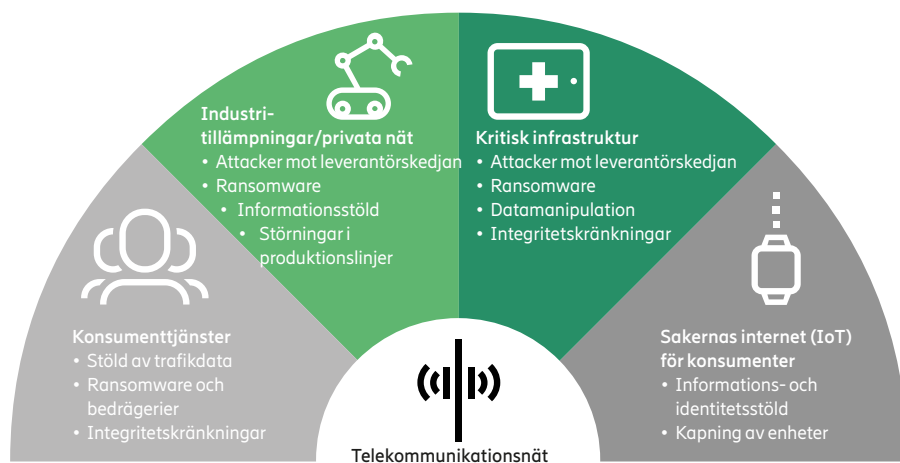 Industri-
tillämpningar/privata nät
• Attacker mot leverantörskedjan
• Ransomware
• Informationsstöld
• Störningar i
produktionslinjer
Kritisk infrastruktur
• Attacker mot leverantörskedjan
• Ransomware
• Datamanipulation
• Integritetskränkningar
Konsumenttjänster
• Stöld av trafikdata
• Ransomware och
bedrägerier
• Integritetskränkningar
Sakernas internet (IoT)
för konsumenter
• Informations- och
identitetsstöld
• Kapning av enheter
Telekommunikationsnät